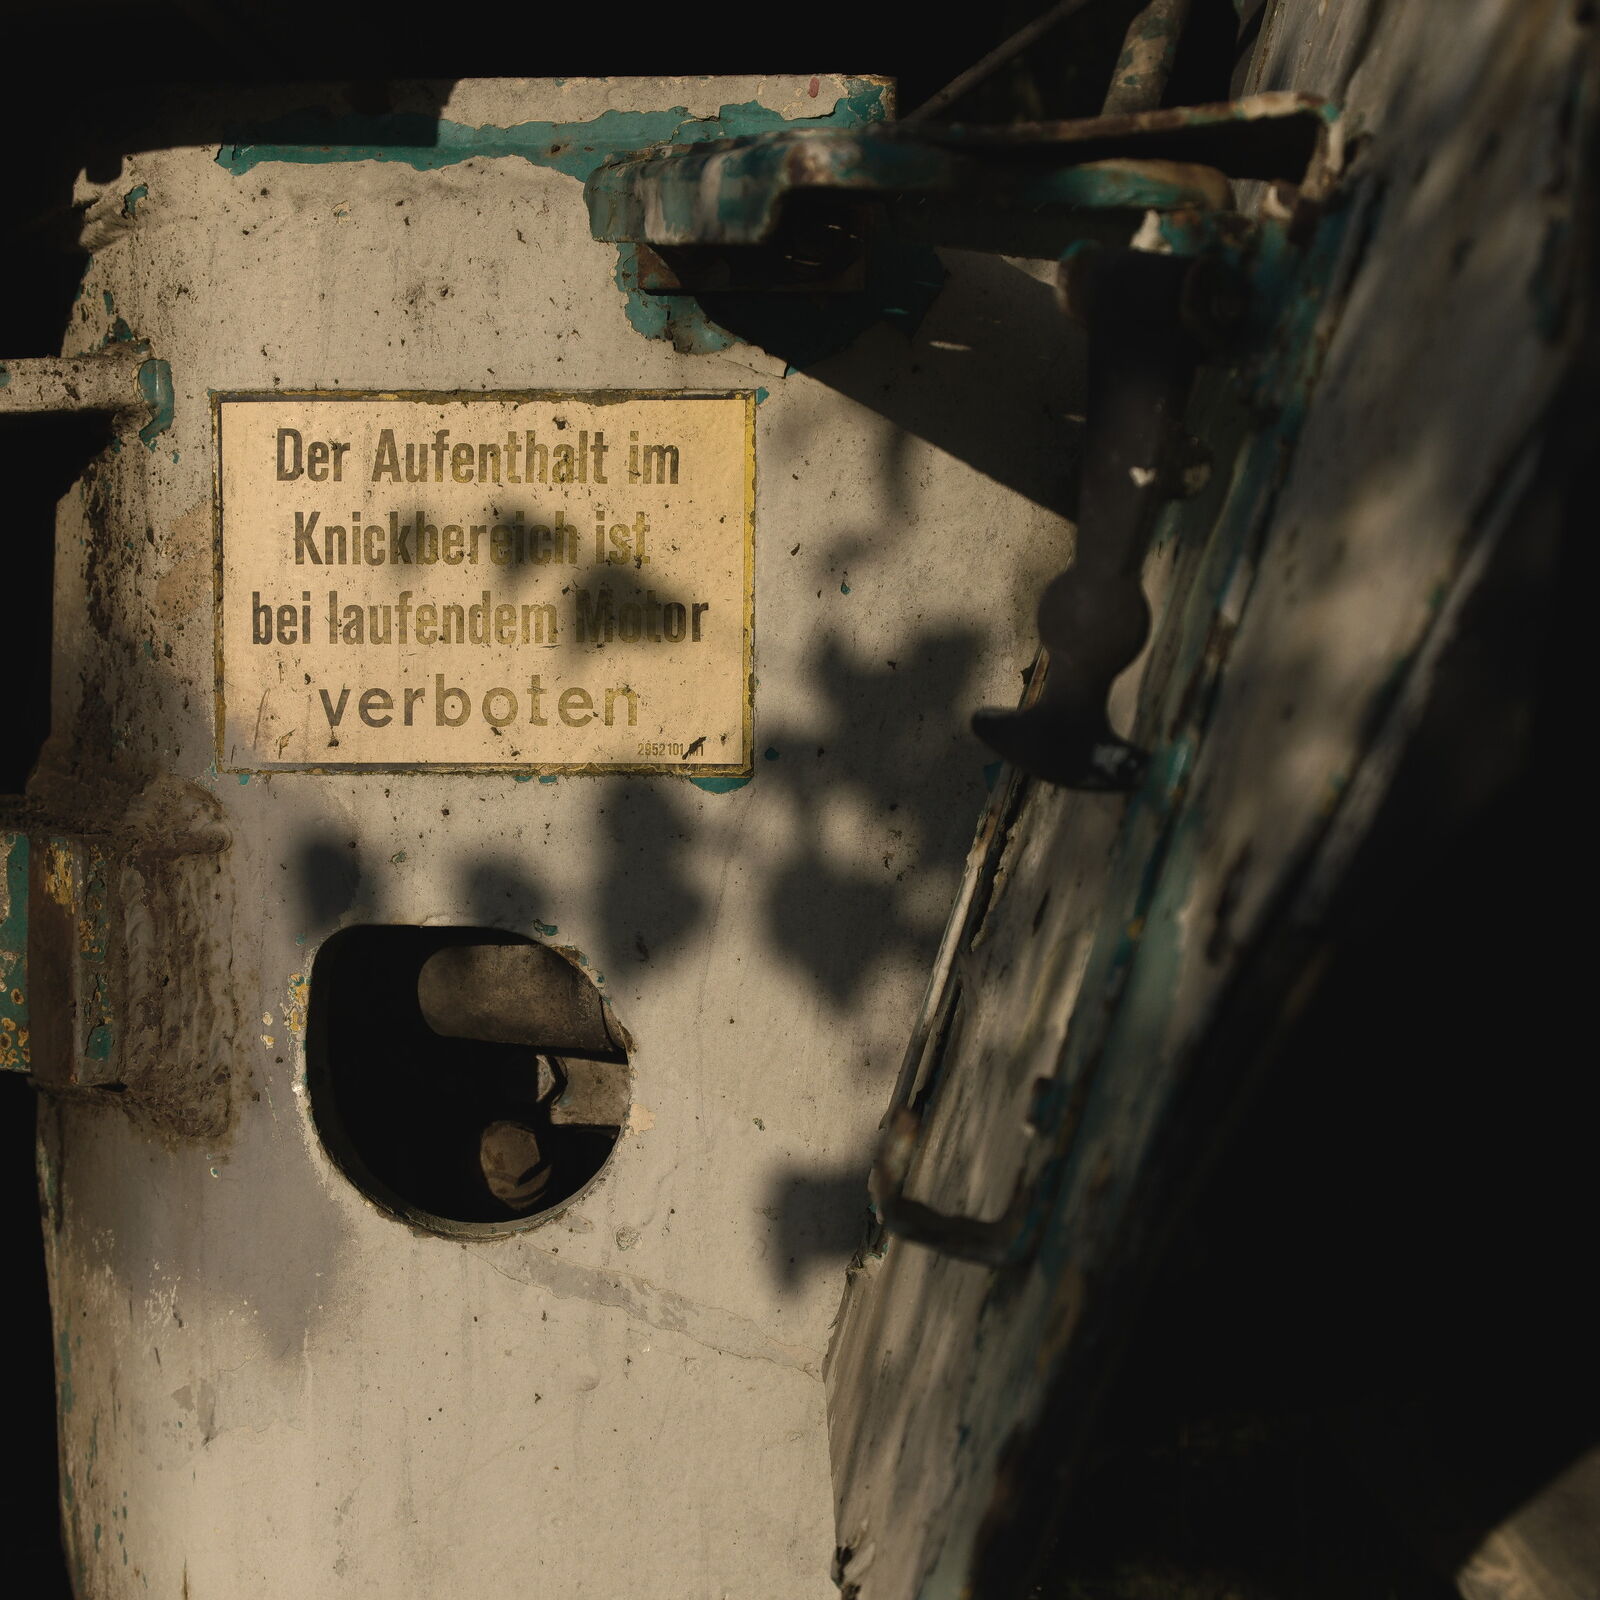 Der Aufenthalt im
Knickbereich ist
bei laufendem Motor
verboten